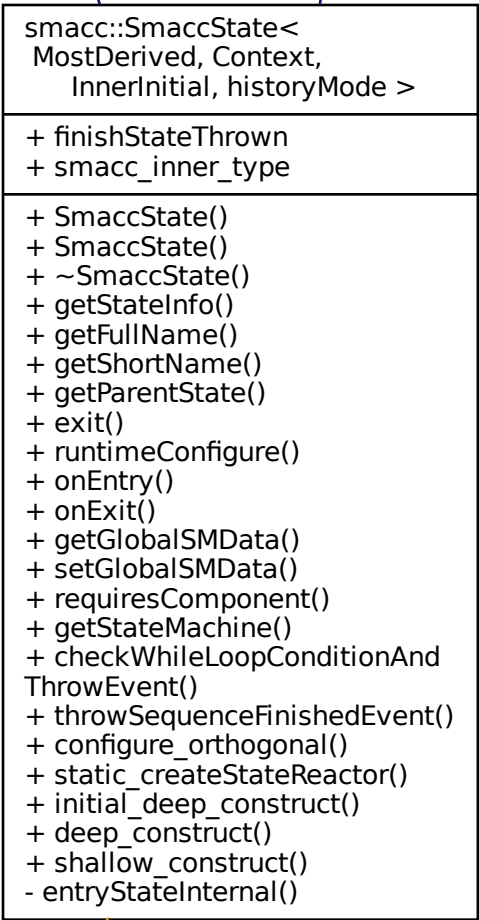 smacc::SmaccState<
MostDerived, Context,
InnerInitial, historyMode >
+ finishStateThrown
+ smacc_inner_type
+ SmaccState()
+ SmaccState()
+ ~SmaccState()
+ getStateInfo()
+ getFullName()
+ getShortName()
+ getParentState()
+ exit()
+ runtimeConfigure()
+ onEntry()
+ onExit()
+ getGlobalSMData()
+ setGlobalSMData()
+ requiresComponent()
+ getStateMachine()
+ checkWhileLoopConditionAnd
ThrowEvent()
+ throwSequenceFinishedEvent()
+ configure_orthogonal()
+ static_createStateReactor()
+ initial_deep_construct()
+ deep_construct()
+ shallow_construct()
- entryStateInternal()